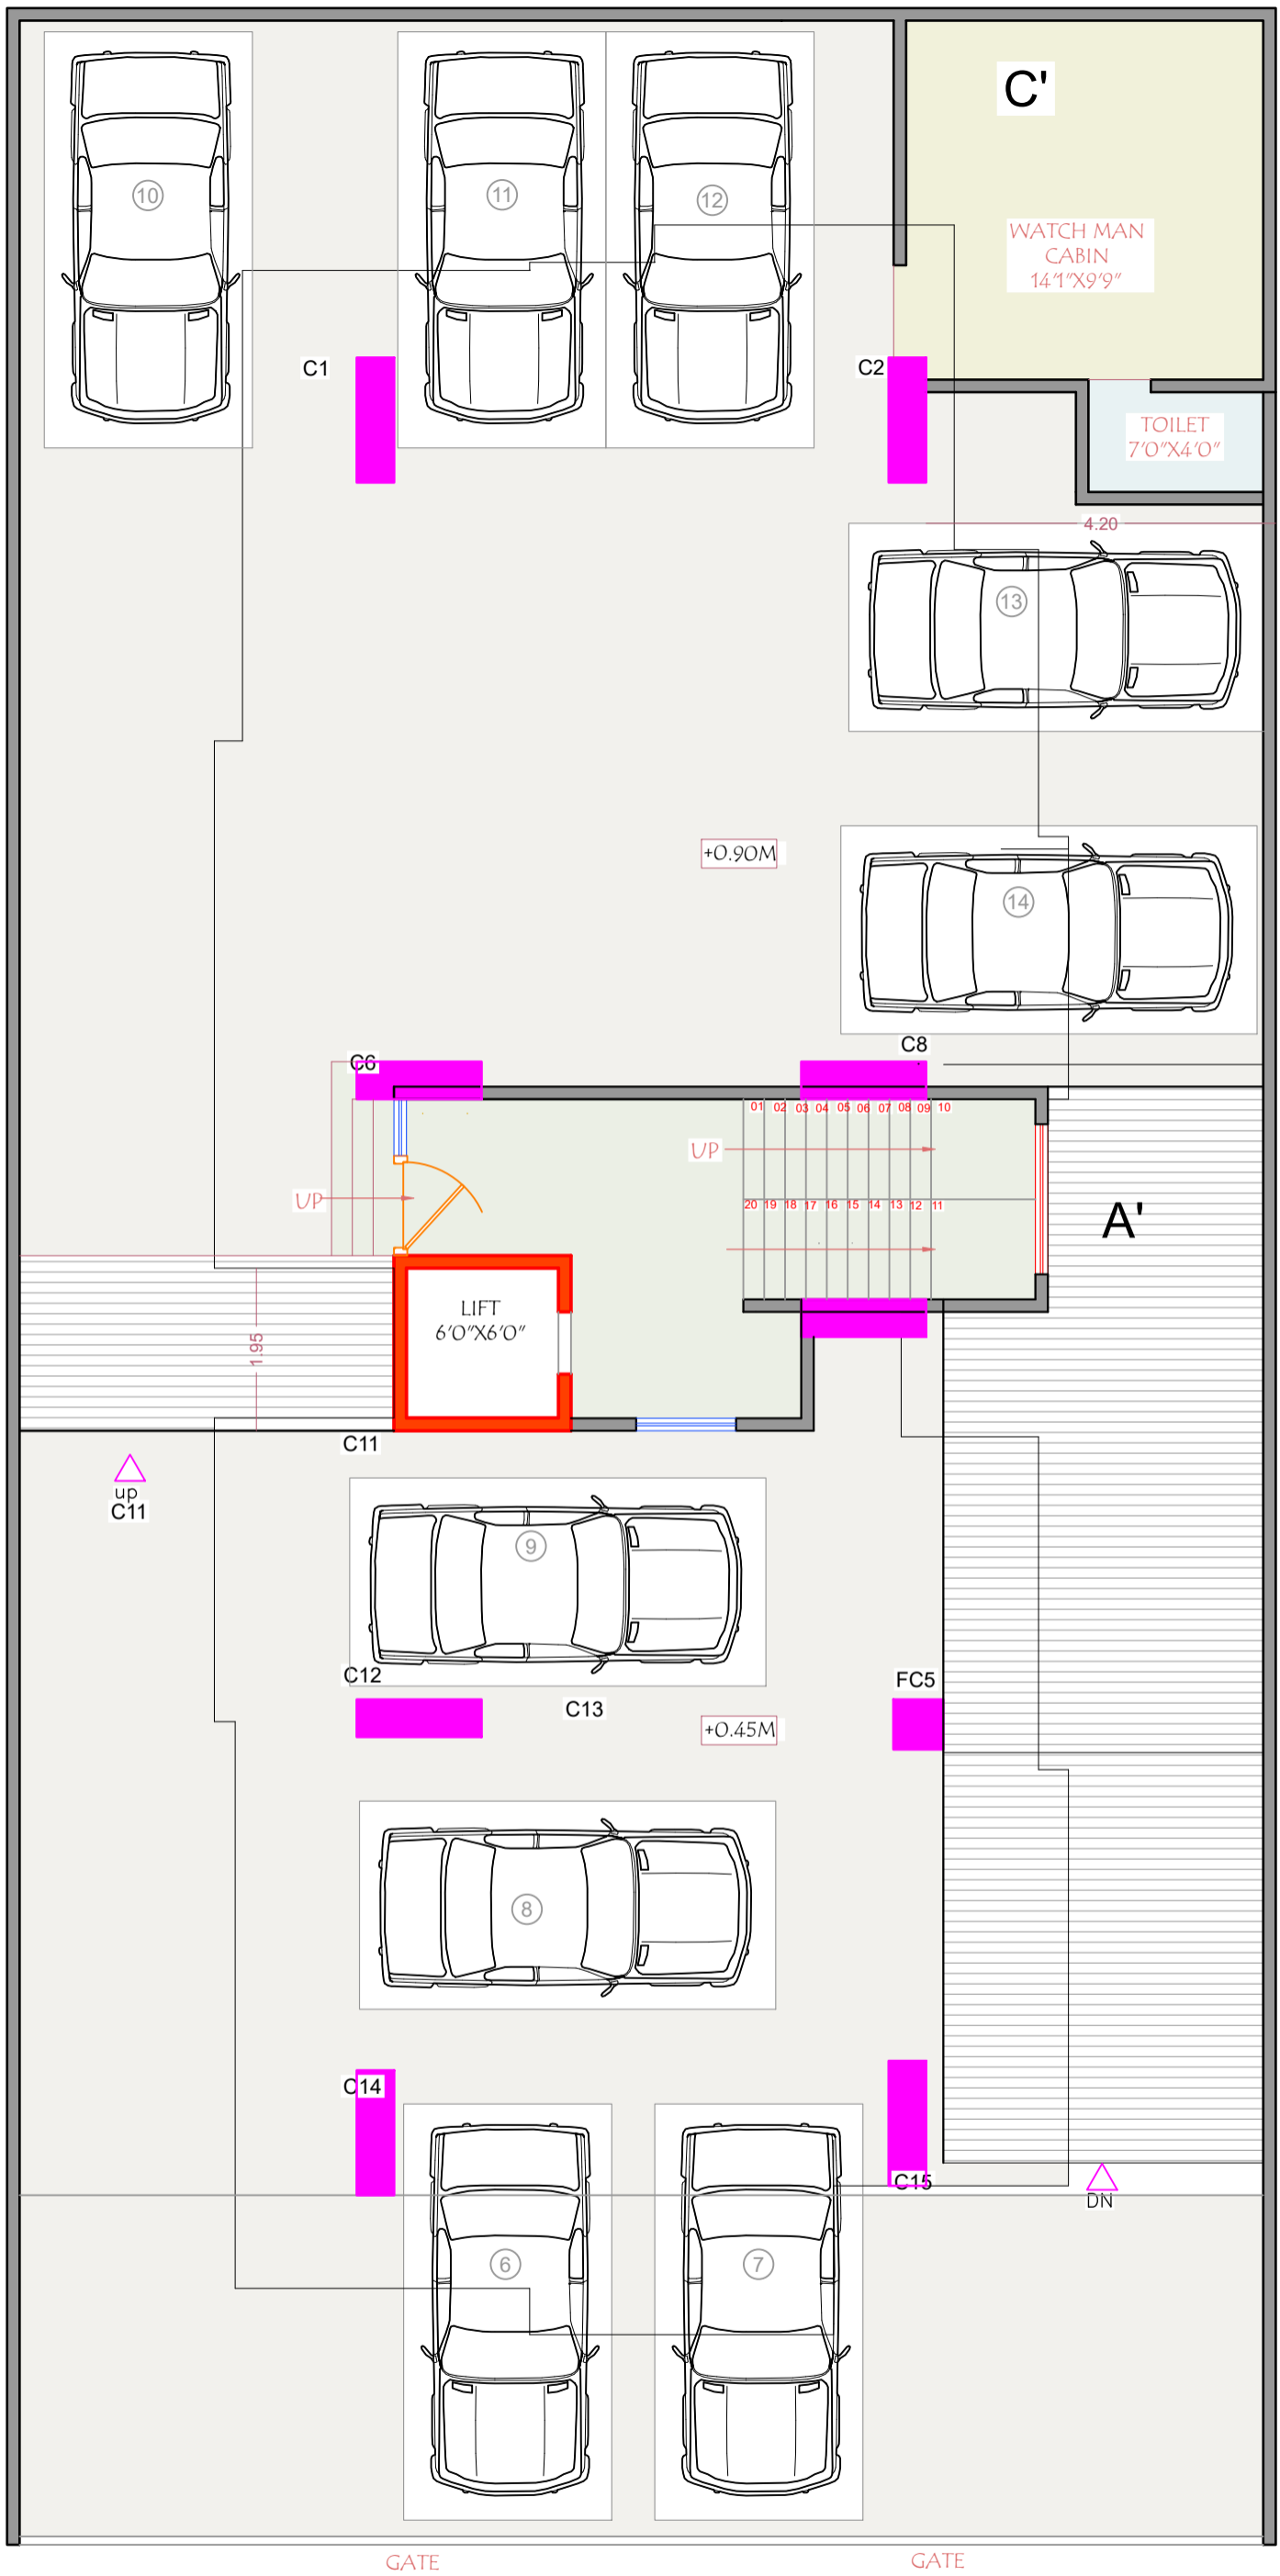 C'
10
11
12
WATCH MAN
CABIN
14'1"X9'9"
C1
C2
TOILET
7'0"X4'0"
4.20
13
+0.90M
14
C8
C6
01 02 03 04 05 06 07 08 09 10
UP
UP
20 19 18 17 16 15 14 13 12 11
A'
LIFT
6'0"X6'0"
1.95
C11
up
C11
9
C12
FC5
C13
+0.45M
8
C14
C15
DN
6
7
GATE
GATE